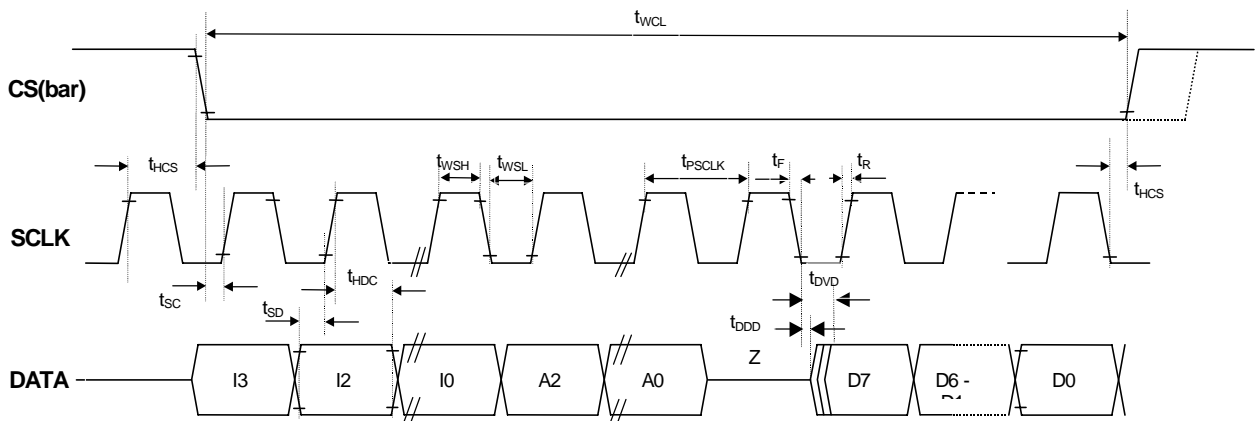 tWCL
CS(bar)
tHCS
tWSH
tWSL
tPSCLK
tF
tR
tHCS
SCLK
tSC
tSD
tHDC
tDVD
tDDD
Z
DATA
I3
I2
I0
A2
A0
D7
D6 -
D1
D0